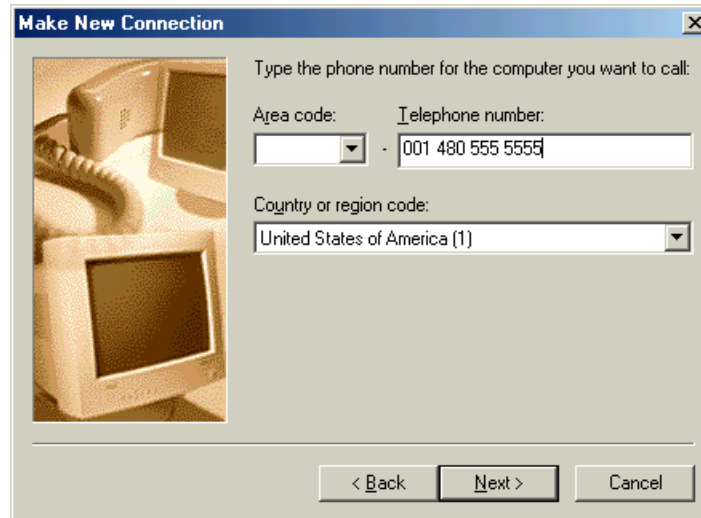 Make New Connection
Type the phone number for the computer you want to call:
Area code: Telephone number:
- 001 480 555 5555
Country or region code:
United States of America (1)
< Back Next > Cancel